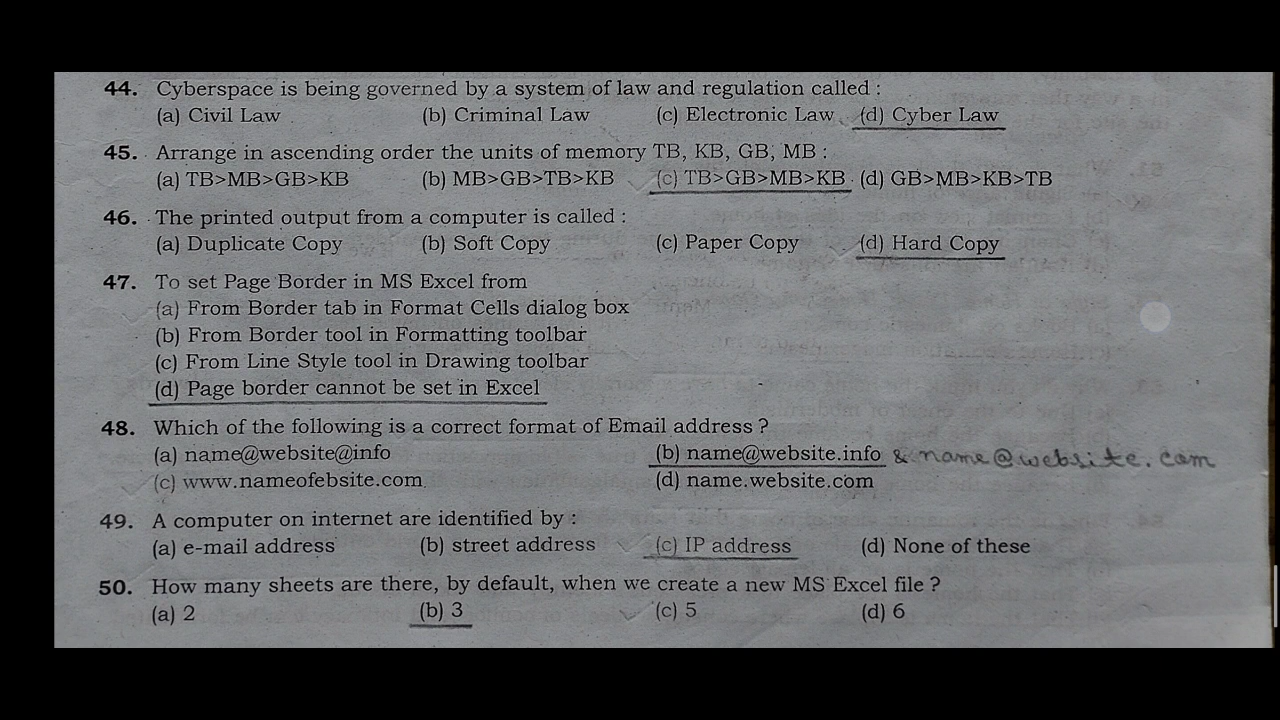 44. Cyberspace is being governed by a system of law and regulation called :
(a) Civil Law (b) Criminal Law (c) Electronic Law (d) Cyber Law
45. Arrange in ascending order the units of memory TB, KB, GB, MB :
(a) TB>MB>GB>KB (b) MB>GB>TB>KB (c) TB>GB>MB>KB (d) GB>MB>KB>TB
46. The printed output from a computer is called :
(a) Duplicate Copy (b) Soft Copy (c) Paper Copy (d) Hard Copy
47. To set Page Border in MS Excel from
(a) From Border tab in Format Cells dialog box
(b) From Border tool in Formatting toolbar
(c) From Line Style tool in Drawing toolbar
(d) Page border cannot be set in Excel
48. Which of the following is a correct format of Email address ?
(a) name@website@info (b) name@website.info & name@website.com
(c) www.nameofebsite.com (d) name.website.com
49. A computer on internet are identified by :
(a) e-mail address (b) street address (c) IP address (d) None of these
50. How many sheets are there, by default, when we create a new MS Excel file ?
(a) 2 (b) 3 (c) 5 (d) 6